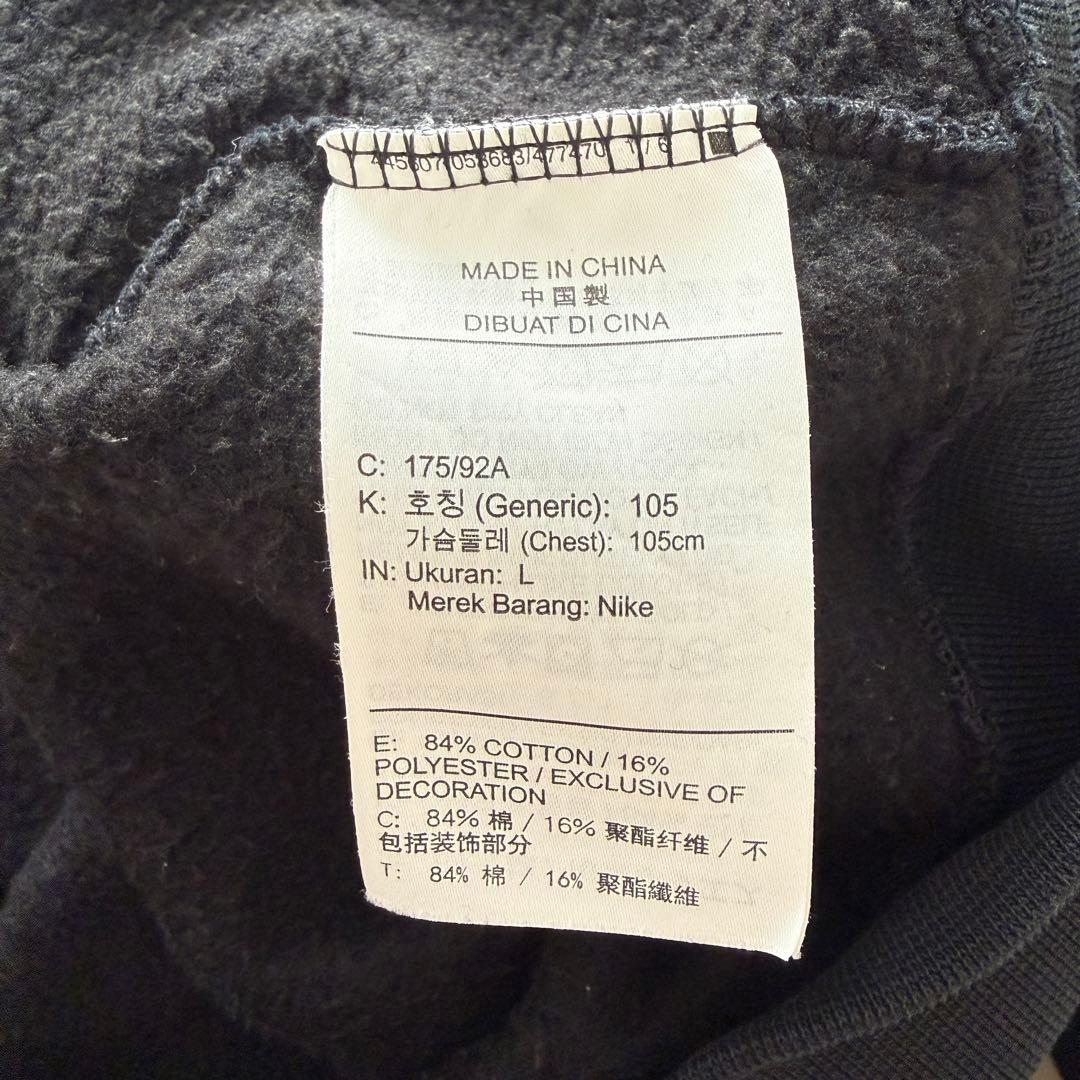 MADE IN CHINA
中国製
DIBUAT DI CINA
C: 175/92A
K: 호칭 (Generic): 105
가슴둘레 (Chest): 105cm
IN: Ukuran: L
Merek Barang: Nike
E: 84% COTTON / 16%
POLYESTER / EXCLUSIVE OF
DECORATION
C: 84% 棉 / 16% 聚酯纤维 / 不
包括装饰部分
T: 84% 棉 / 16% 聚酯纖維